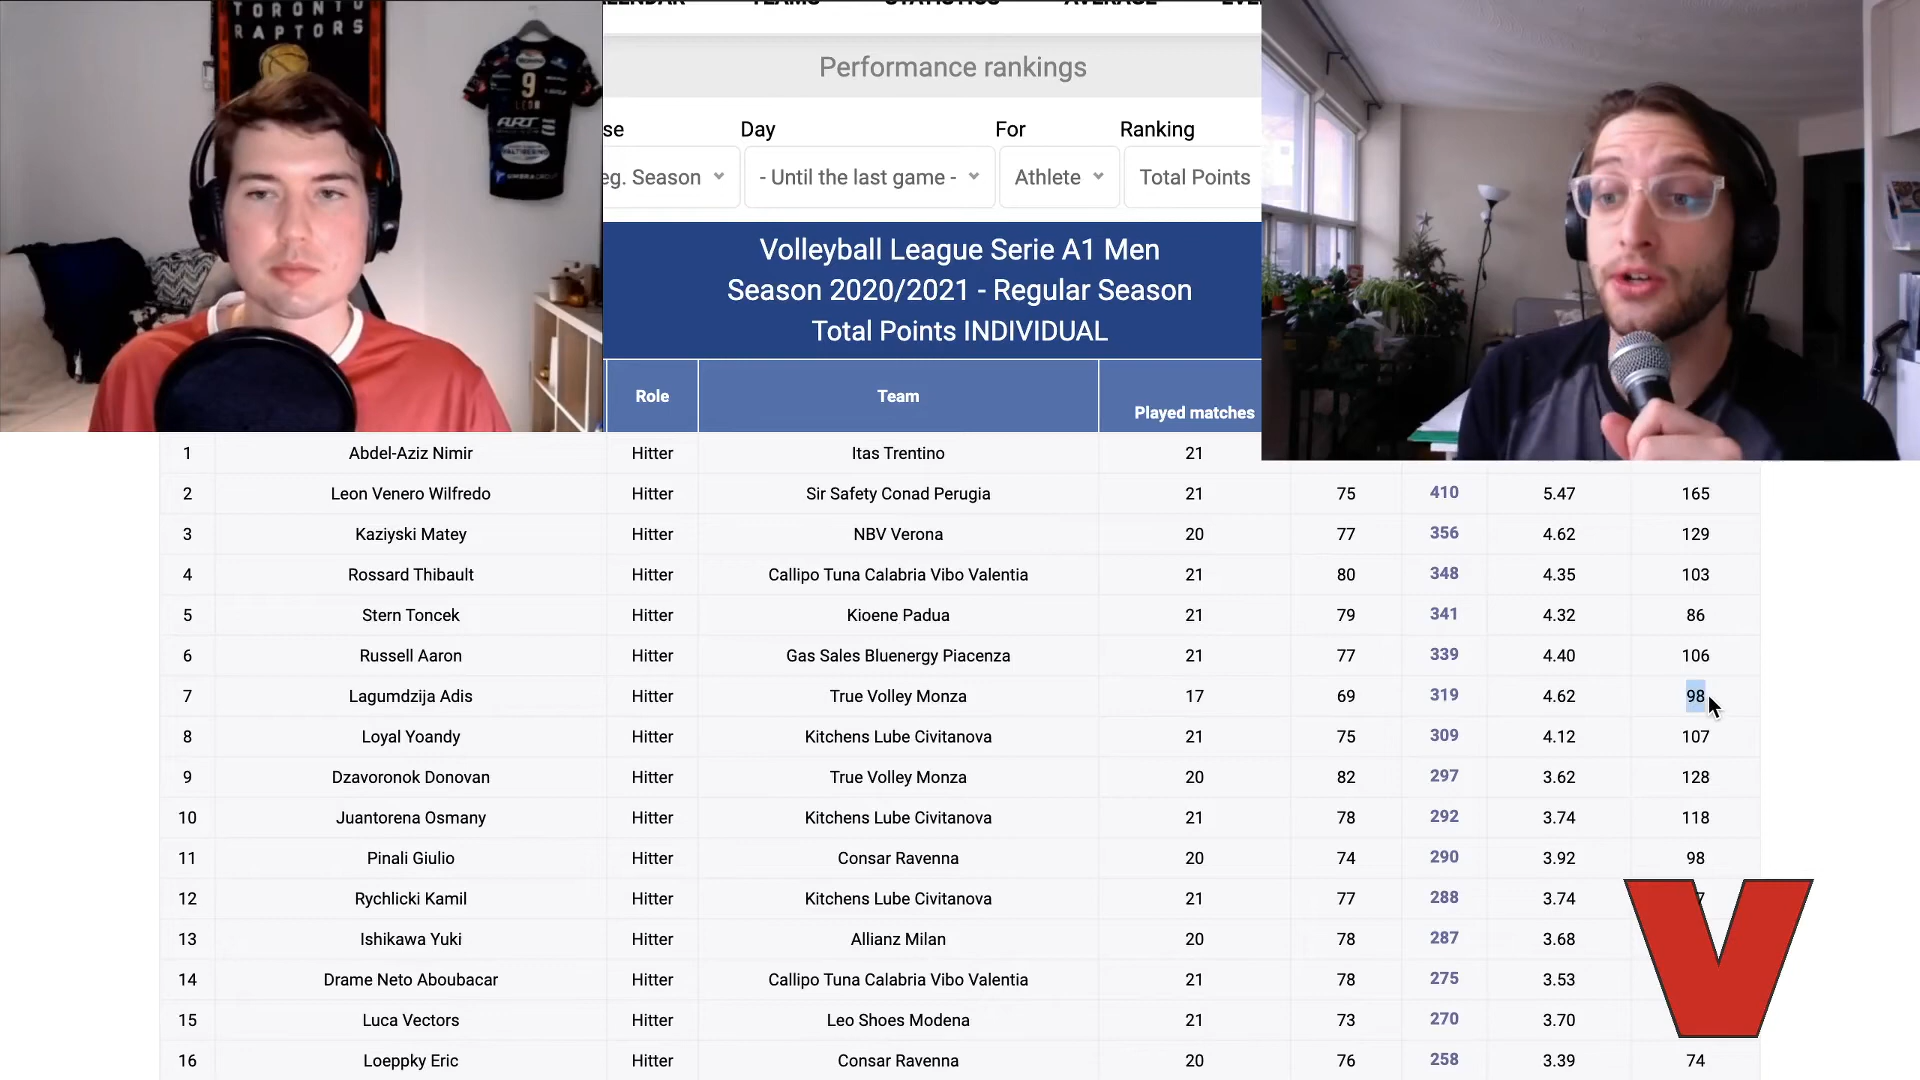 TORONTO
RAPTORS
9
LEON
ART
CALENDAR TEAMS STATISTICS AVERAGE
Performance rankings
se Day For Ranking
eg. Season - Until the last game - Athlete Total Points
Volleyball League Serie A1 Men
Season 2020/2021 - Regular Season
Total Points INDIVIDUAL
Role Team Played matches
1 Abdel-Aziz Nimir Hitter Itas Trentino 21
2 Leon Venero Wilfredo Hitter Sir Safety Conad Perugia 21 75 410 5.47 165
3 Kaziyski Matey Hitter NBV Verona 20 77 356 4.62 129
4 Rossard Thibault Hitter Callipo Tuna Calabria Vibo Valentia 21 80 348 4.35 103
5 Stern Toncek Hitter Kioene Padua 21 79 341 4.32 86
6 Russell Aaron Hitter Gas Sales Bluenergy Piacenza 21 77 339 4.40 106
7 Lagumdzija Adis Hitter True Volley Monza 17 69 319 4.62 98
8 Loyal Yoandy Hitter Kitchens Lube Civitanova 21 75 309 4.12 107
9 Dzavoronok Donovan Hitter True Volley Monza 20 82 297 3.62 128
10 Juantorena Osmany Hitter Kitchens Lube Civitanova 21 78 292 3.74 118
11 Pinali Giulio Hitter Consar Ravenna 20 74 290 3.92 98
12 Rychlicki Kamil Hitter Kitchens Lube Civitanova 21 77 288 3.74 7
13 Ishikawa Yuki Hitter Allianz Milan 20 78 287 3.68
14 Drame Neto Aboubacar Hitter Callipo Tuna Calabria Vibo Valentia 21 78 275 3.53
15 Luca Vectors Hitter Leo Shoes Modena 21 73 270 3.70
16 Loeppky Eric Hitter Consar Ravenna 20 76 258 3.39 74
V